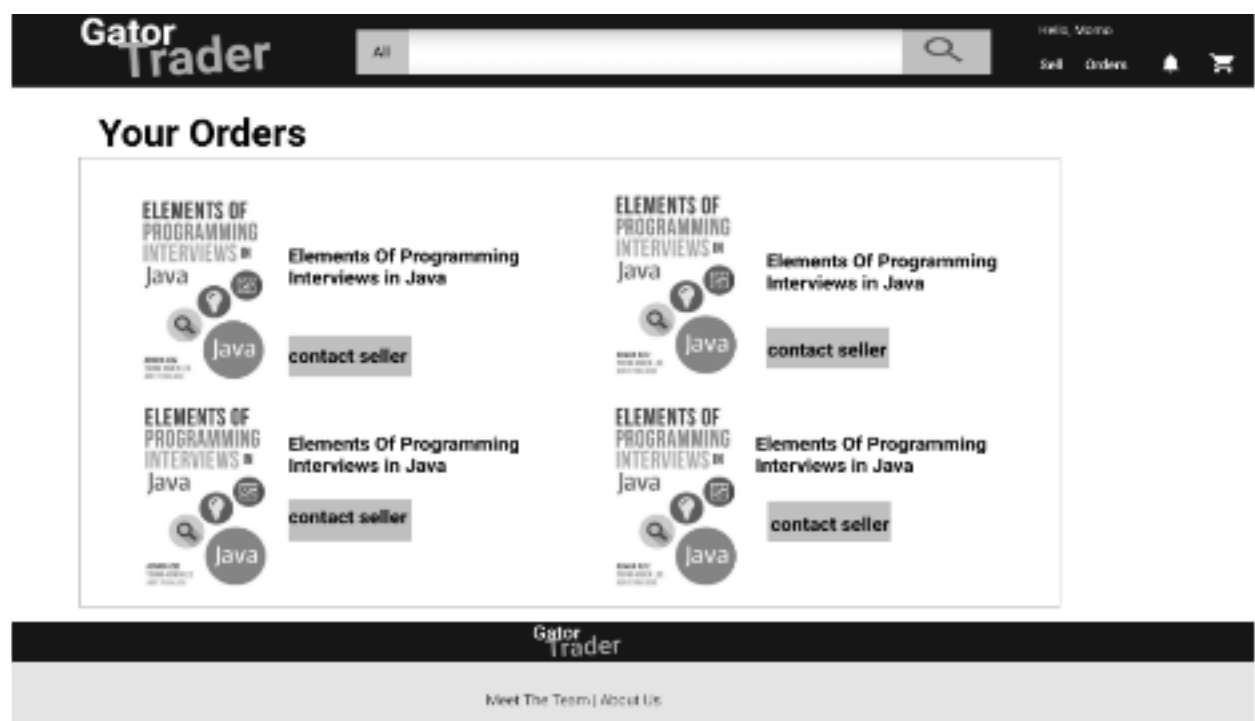 Gator
Trader
All
Hello, Momo
Sell Orders
Your Orders
ELEMENTS OF
PROGRAMMING
INTERVIEWS IN
Java
Java
Elements Of Programming
Interviews in Java
contact seller
ELEMENTS OF
PROGRAMMING
INTERVIEWS IN
Java
Java
Elements Of Programming
Interviews in Java
contact seller
ELEMENTS OF
PROGRAMMING
INTERVIEWS IN
Java
Java
Elements Of Programming
Interviews in Java
contact seller
ELEMENTS OF
PROGRAMMING
INTERVIEWS IN
Java
Java
Elements Of Programming
Interviews in Java
contact seller
Gator
Trader
Meet The Team | About Us